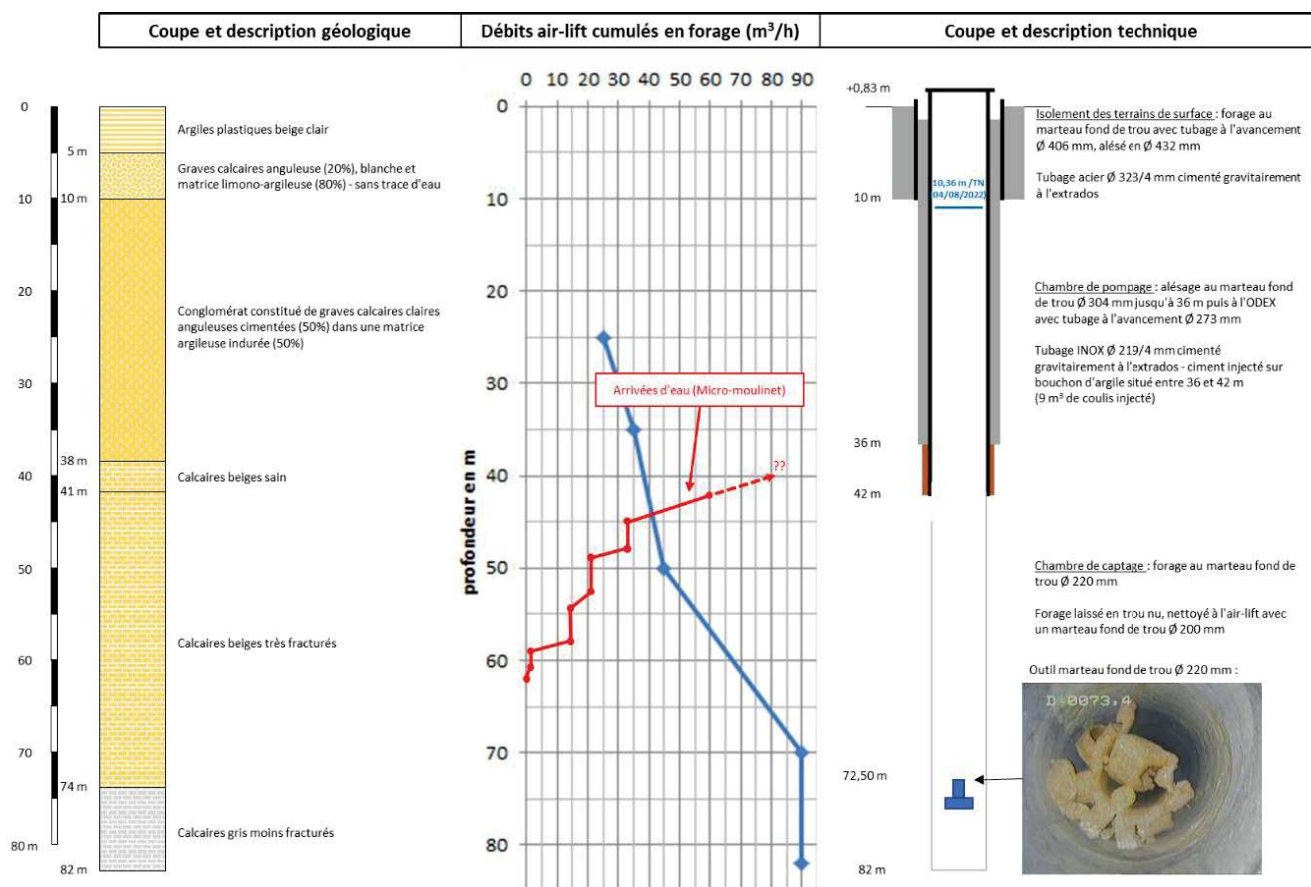 Coupe et description géologique
Débits air-lift cumulés en forage (m³/h)
Coupe et description technique
0
5 m
10
10 m
20
30
38 m
40
41 m
50
60
70
74 m
80 m
82 m
Argiles plastiques beige clair
Graves calcaires anguleuse (20%), blanche et
matrice limono-argileuse (80%) - sans trace d'eau
Conglomérat constitué de graves calcaires claires
anguleuses cimentées (50%) dans une matrice
argileuse indurée (50%)
Calcaires beiges sain
Calcaires beiges très fracturés
Calcaires gris moins fracturés
0 10 20 30 40 50 60 70 80 90
0
10
20
30
40
50
60
70
80
profondeur en m
Arrivées d'eau (Micro-moulinet)
??
+0,83 m
10,36 m /TN
04/08/2022)
10 m
36 m
42 m
72,50 m
82 m
Isolement des terrains de surface : forage au
marteau fond de trou avec tubage à l'avancement
Ø 406 mm, alésé en Ø 432 mm
Tubage acier Ø 323/4 mm cimenté gravitairement
à l'extrados
Chambre de pompage : alésage au marteau fond
de trou Ø 304 mm jusqu'à 36 m puis à l'ODEX
avec tubage à l'avancement Ø 273 mm
Tubage INOX Ø 219/4 mm cimenté
gravitairement à l'extrados - ciment injecté sur
bouchon d'argile situé entre 36 et 42 m
(9 m³ de coulis injecté)
Chambre de captage : forage au marteau fond de
trou Ø 220 mm
Forage laissé en trou nu, nettoyé à l'air-lift avec
un marteau fond de trou Ø 200 mm
Outil marteau fond de trou Ø 220 mm :
D+0073,4